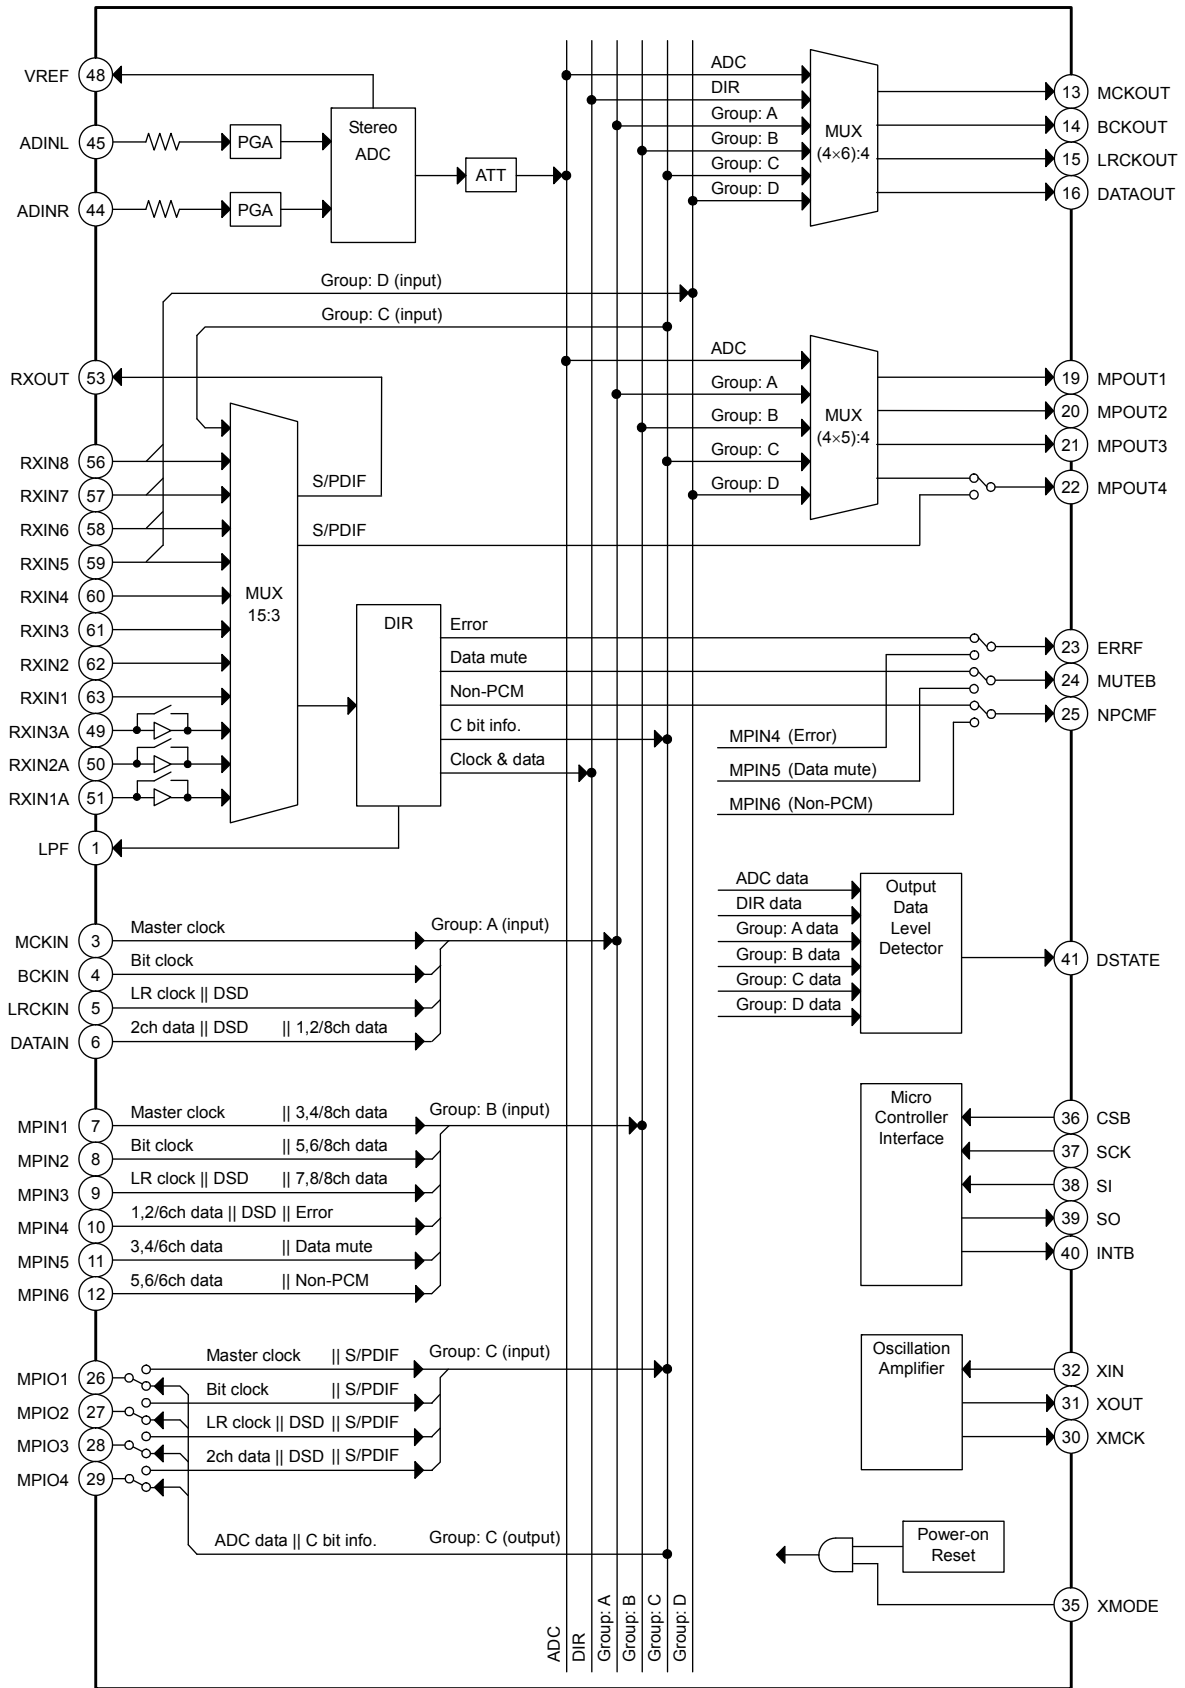 VREF 48
ADINL 45
PGA
ADINR 44
PGA
Stereo
ADC
ATT
ADC
DIR
Group: A
Group: B
Group: C
Group: D
MUX
(4×6):4
13 MCKOUT
14 BCKOUT
15 LRCKOUT
16 DATAOUT
Group: D (input)
Group: C (input)
RXOUT 53
RXIN8 56
RXIN7 57
RXIN6 58
RXIN5 59
RXIN4 60
RXIN3 61
RXIN2 62
RXIN1 63
RXIN3A 49
RXIN2A 50
RXIN1A 51
LPF 1
MUX
15:3
S/PDIF
S/PDIF
ADC
Group: A
Group: B
Group: C
Group: D
MUX
(4×5):4
19 MPOUT1
20 MPOUT2
21 MPOUT3
22 MPOUT4
DIR
Error
Data mute
Non-PCM
C bit info.
Clock & data
MPIN4 (Error)
MPIN5 (Data mute)
MPIN6 (Non-PCM)
23 ERRF
24 MUTEB
25 NPCMF
MCKIN 3 Master clock
BCKIN 4 Bit clock
LRCKIN 5 LR clock || DSD
DATAIN 6 2ch data || DSD || 1,2/8ch data
Group: A (input)
ADC data
DIR data
Group: A data
Group: B data
Group: C data
Group: D data
Output
Data
Level
Detector
41 DSTATE
MPIN1 7 Master clock || 3,4/8ch data
MPIN2 8 Bit clock || 5,6/8ch data
MPIN3 9 LR clock || DSD || 7,8/8ch data
MPIN4 10 1,2/6ch data || DSD || Error
MPIN5 11 3,4/6ch data || Data mute
MPIN6 12 5,6/6ch data || Non-PCM
Group: B (input)
Micro
Controller
Interface
36 CSB
37 SCK
38 SI
39 SO
40 INTB
MPIO1 26 Master clock || S/PDIF
MPIO2 27 Bit clock || S/PDIF
MPIO3 28 LR clock || DSD || S/PDIF
MPIO4 29 2ch data || DSD || S/PDIF
Group: C (input)
ADC data || C bit info. Group: C (output)
Oscillation
Amplifier
32 XIN
31 XOUT
30 XMCK
Power-on
Reset
35 XMODE
ADC
DIR
Group: A
Group: B
Group: C
Group: D